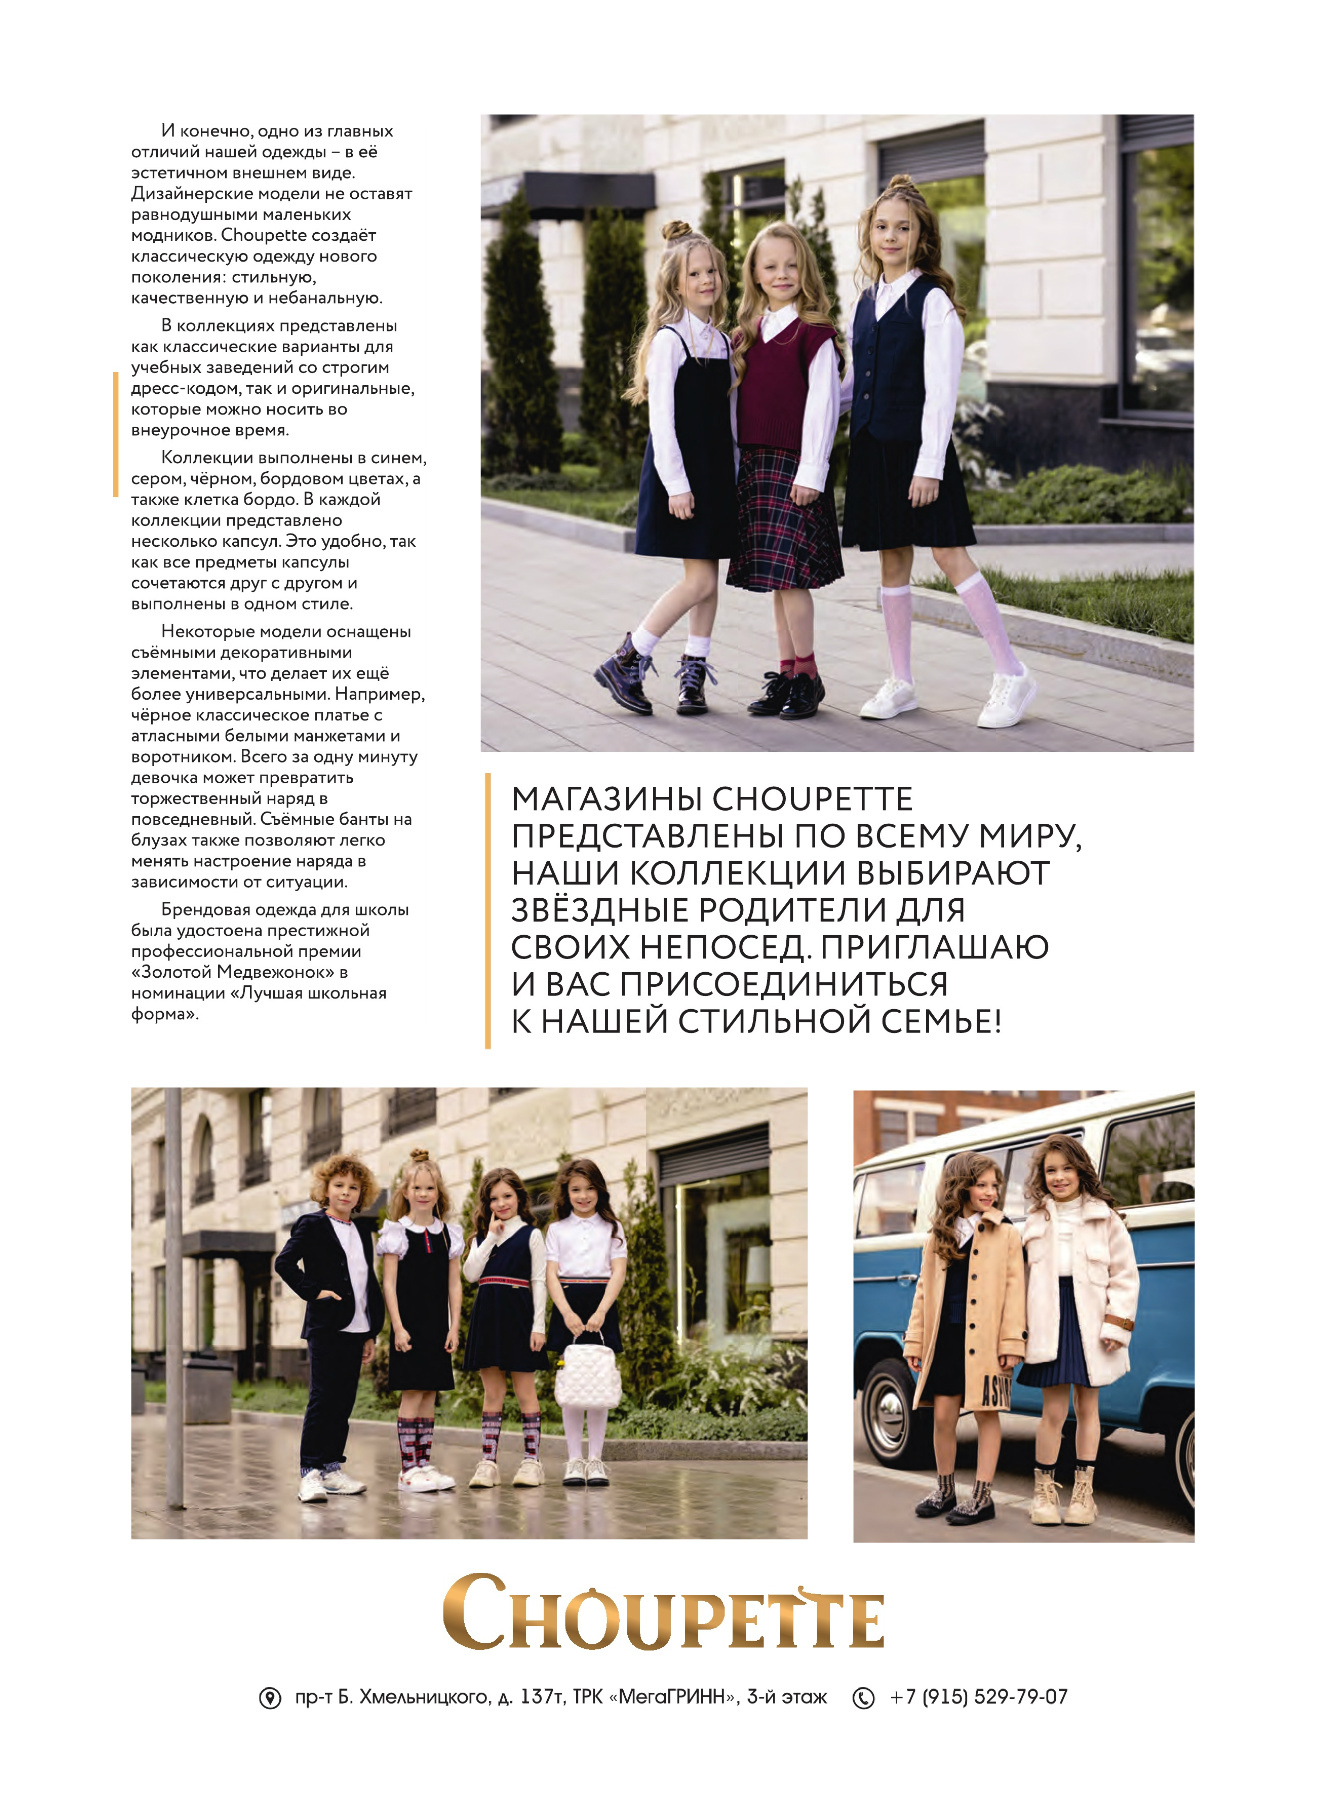 И конечно, одно из главных
отличий нашей одежды – в её
эстетичном внешнем виде.
Дизайнерские модели не оставят
равнодушными маленьких
модников. Choupette создаёт
классическую одежду нового
поколения: стильную,
качественную и небанальную.
В коллекциях представлены
как классические варианты для
учебных заведений со строгим
дресс-кодом, так и оригинальные,
которые можно носить во
внеурочное время.
Коллекции выполнены в синем,
сером, чёрном, бордовом цветах, а
также клетка бордо. В каждой
коллекции представлено
несколько капсул. Это удобно, так
как все предметы капсулы
сочетаются друг с другом и
выполнены в одном стиле.
Некоторые модели оснащены
съёмными декоративными
элементами, что делает их ещё
более универсальными. Например,
чёрное классическое платье с
атласными белыми манжетами и
воротником. Всего за одну минуту
девочка может превратить
торжественный наряд в
повседневный. Съёмные банты на
блузах также позволяют легко
менять настроение наряда в
зависимости от ситуации.
Брендовая одежда для школы
была удостоена престижной
профессиональной премии
«Золотой Медвежонок» в
номинации «Лучшая школьная
форма».
МАГАЗИНЫ CHOUPETTE
ПРЕДСТАВЛЕНЫ ПО ВСЕМУ МИРУ,
НАШИ КОЛЛЕКЦИИ ВЫБИРАЮТ
ЗВЁЗДНЫЕ РОДИТЕЛИ ДЛЯ
СВОИХ НЕПОСЕД. ПРИГЛАШАЮ
И ВАС ПРИСОЕДИНИТЬСЯ
К НАШЕЙ СТИЛЬНОЙ СЕМЬЕ!
CHOUPETTE
пр-т Б. Хмельницкого, д. 137т, ТРК «МегаГРИНН», 3-й этаж +7 (915) 529-79-07